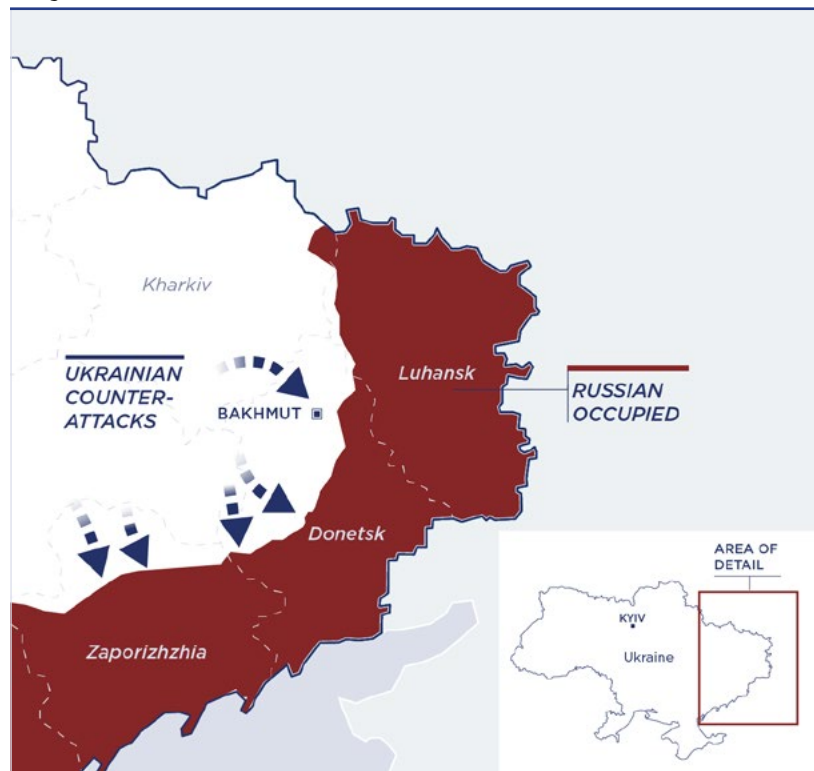 Kharkiv
UKRAINIAN
COUNTER-
ATTACKS
BAKHMUT
Luhansk
RUSSIAN
OCCUPIED
Donetsk
Zaporizhzhia
AREA OF
DETAIL
KYIV
Ukraine